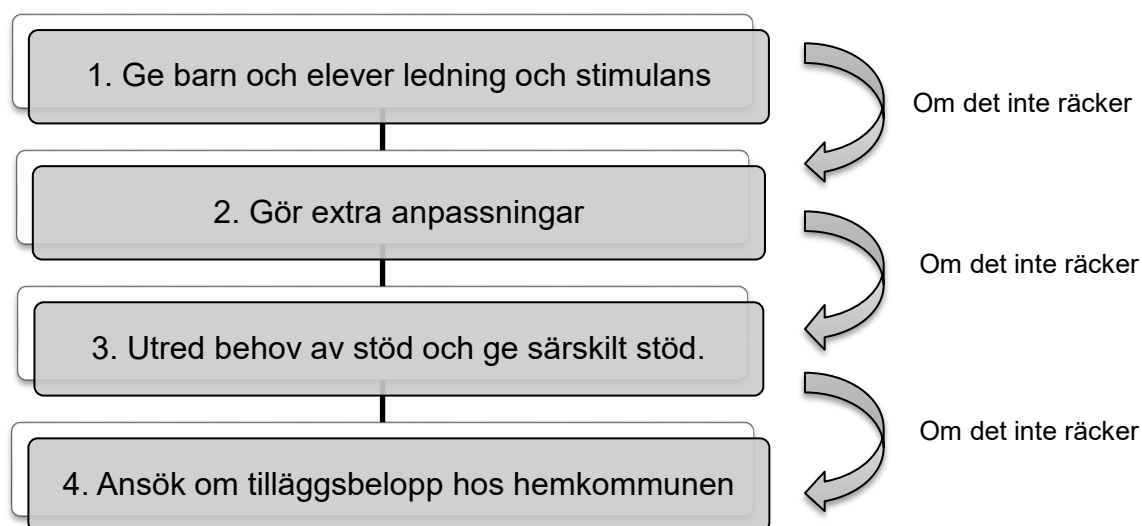 1. Ge barn och elever ledning och stimulans
Om det inte räcker
2. Gör extra anpassningar
Om det inte räcker
3. Utred behov av stöd och ge särskilt stöd.
Om det inte räcker
4. Ansök om tilläggsbelopp hos hemkommunen